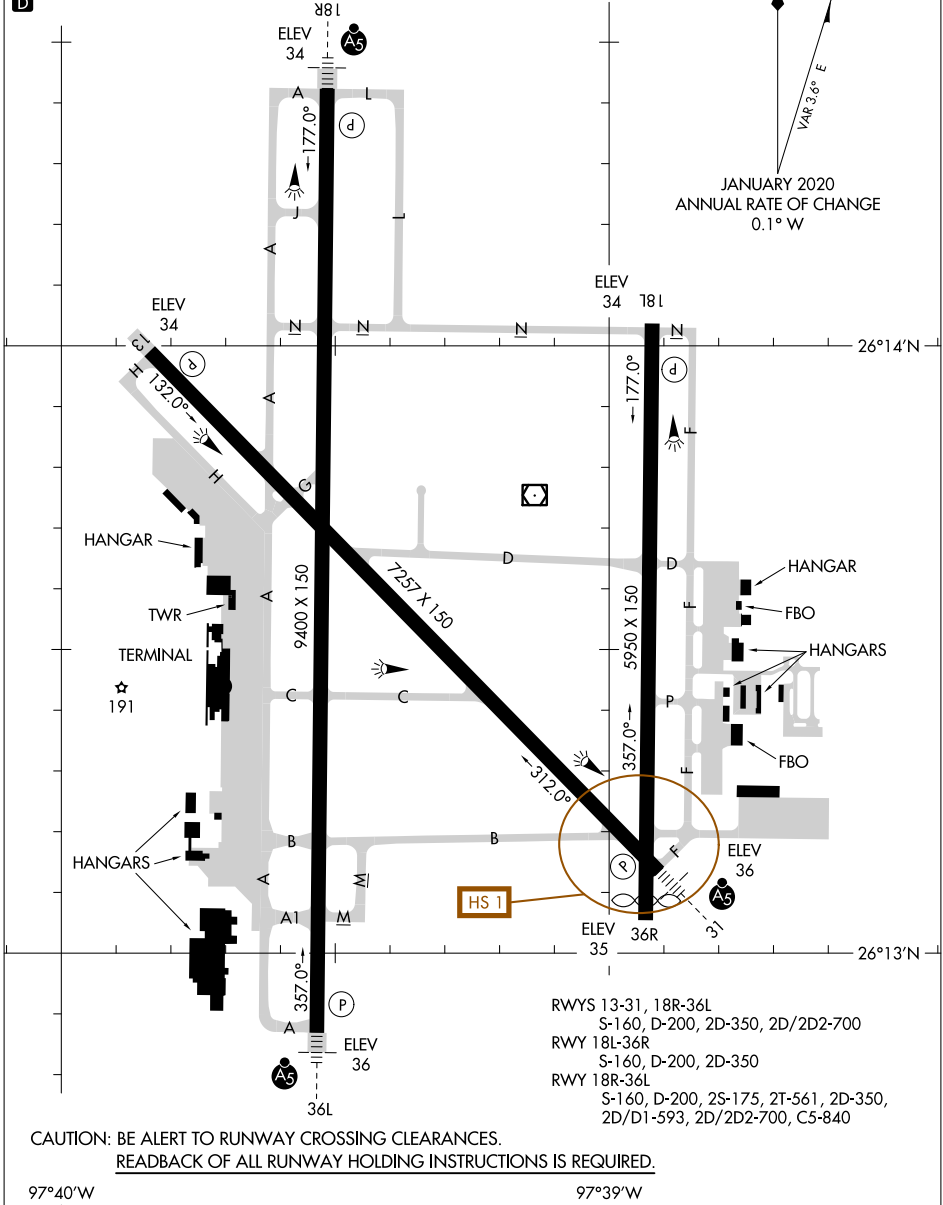 D
18R
ELEV
34
A5
VAR 3.6° E
JANUARY 2020
ANNUAL RATE OF CHANGE
0.1° W
A
L
177.0°
P
J
L
A
ELEV
34
18L
ELEV
34
N
N
N
N
26°14'N
13
P
H
132.0°
A
177.0°
P
F
H
G
HANGAR
D
D
HANGAR
A
9400 X 150
7257 X 150
5950 X 150
F
FBO
TWR
TERMINAL
HANGARS
191
C
C
P
357.0°
FBO
312.0°
F
B
B
HANGARS
A
M
P
F
ELEV
36
A5
HS 1
A1
M
31
ELEV
35
36R
26°13'N
357.0°
P
A
ELEV
36
A5
36L
RWYS 13-31, 18R-36L
S-160, D-200, 2D-350, 2D/2D2-700
RWY 18L-36R
S-160, D-200, 2D-350
RWY 18R-36L
S-160, D-200, 2S-175, 2T-561, 2D-350,
2D/D1-593, 2D/2D2-700, C5-840
CAUTION: BE ALERT TO RUNWAY CROSSING CLEARANCES.
READBACK OF ALL RUNWAY HOLDING INSTRUCTIONS IS REQUIRED.
97°40'W
97°39'W